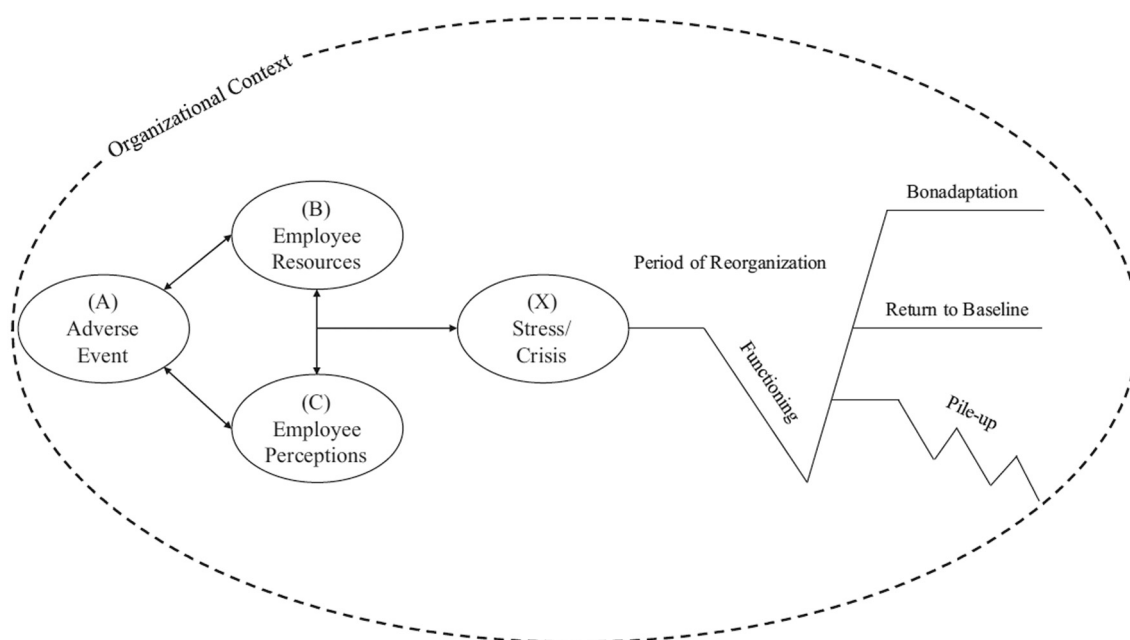 Organizational Context
(A)
Adverse
Event
(B)
Employee
Resources
(C)
Employee
Perceptions
(X)
Stress/
Crisis
Period of Reorganization
Functioning
Bonadaptation
Return to Baseline
Pile-up